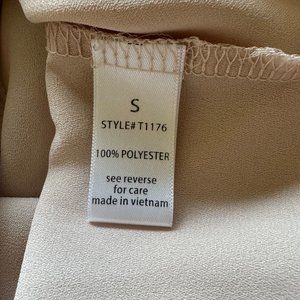 S
STYLE#T1176
100% POLYESTER
see reverse
for care
made in vietnam